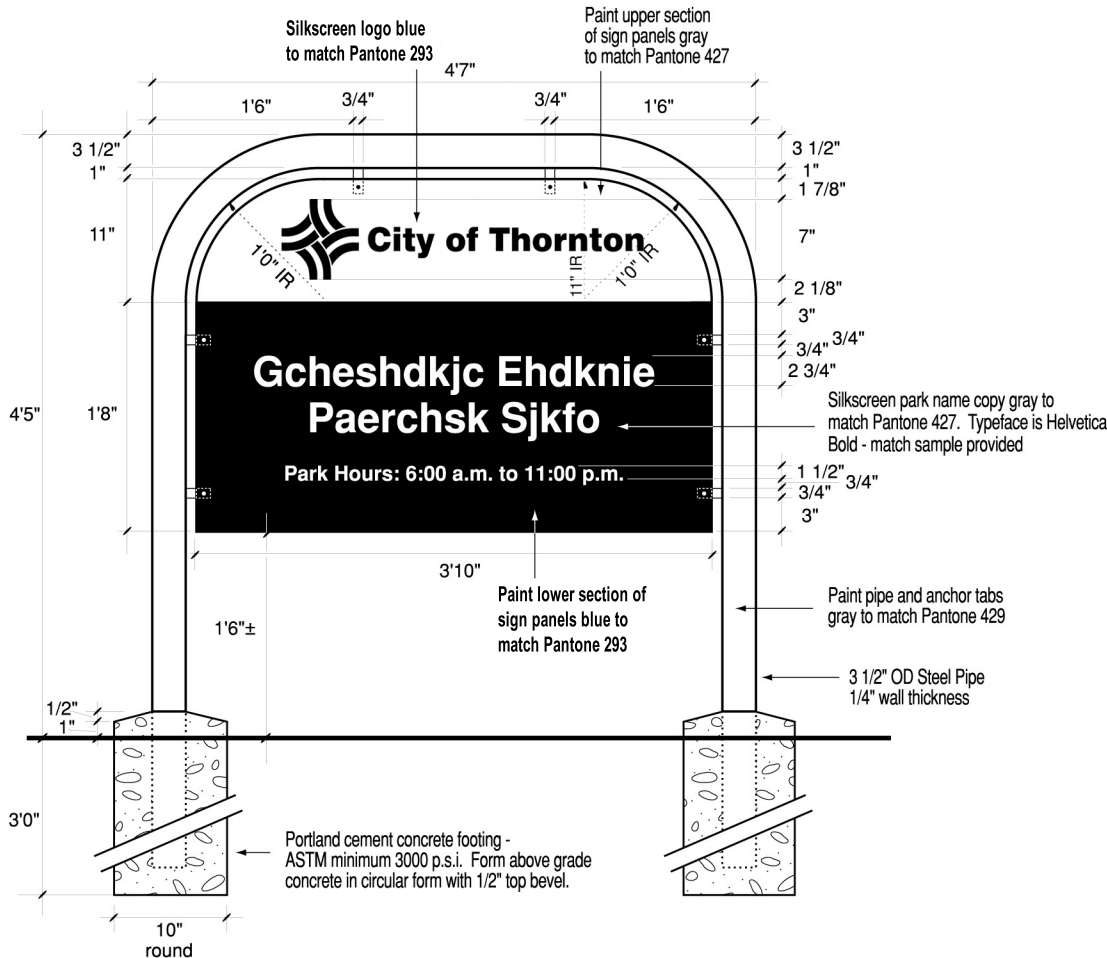 Silkscreen logo blue
to match Pantone 293
Paint upper section
of sign panels gray
to match Pantone 427
4'7"
1'6"
3/4"
3/4"
1'6"
3 1/2"
1"
11"
3 1/2"
1"
1 7/8"
7"
2 1/8"
City of Thornton
1'0" IR
11" IR
1'0" IR
3"
3/4"
3/4"
2 3/4"
Gcheshdkjc Ehdknie
Paerchsk Sjkfo
Park Hours: 6:00 a.m. to 11:00 p.m.
4'5"
1'8"
Silkscreen park name copy gray to
match Pantone 427. Typeface is Helvetica
Bold - match sample provided
1 1/2"
3/4"
3/4"
3"
3'10"
Paint lower section of
sign panels blue to
match Pantone 293
1'6"±
Paint pipe and anchor tabs
gray to match Pantone 429
3 1/2" OD Steel Pipe
1/4" wall thickness
1/2"
1"
3'0"
Portland cement concrete footing -
ASTM minimum 3000 p.s.i. Form above grade
concrete in circular form with 1/2" top bevel.
10"
round